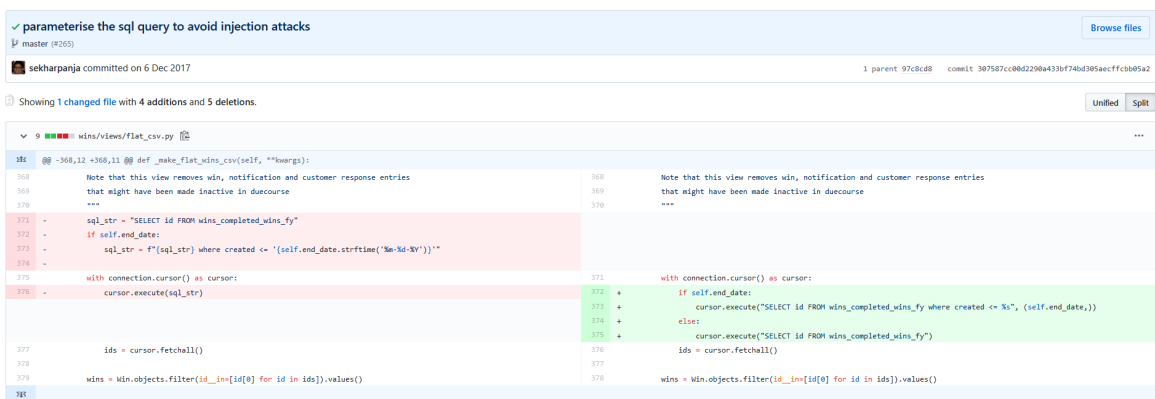 ✓ parameterise the sql query to avoid injection attacks
Browse files
master (#265)
sekharpanja committed on 6 Dec 2017
1 parent 97c8cd8 commit 307587cc00d2290a433bf74bd305aecffcbb05a2
Showing 1 changed file with 4 additions and 5 deletions.
Unified Split
9 wins/views/flat_csv.py
...
@@ -368,12 +368,11 @@ def _make_flat_wins_csv(self, **kwargs):
368 Note that this view removes win, notification and customer response entries
369 that might have been made inactive in duecourse
370 """
371 - sql_str = "SELECT id FROM wins_completed_wins_fy"
372 - if self.end_date:
373 - sql_str = f"{sql_str} where created <= '{self.end_date.strftime('%m-%d-%Y')}'"
374 -
375 with connection.cursor() as cursor:
376 - cursor.execute(sql_str)
377 ids = cursor.fetchall()
378
379 wins = Win.objects.filter(id__in=[id[0] for id in ids]).values()
368 Note that this view removes win, notification and customer response entries
369 that might have been made inactive in duecourse
370 """
371 with connection.cursor() as cursor:
372 + if self.end_date:
373 + cursor.execute("SELECT id FROM wins_completed_wins_fy where created <= %s", (self.end_date,))
374 + else:
375 + cursor.execute("SELECT id FROM wins_completed_wins_fy")
376 ids = cursor.fetchall()
377
378 wins = Win.objects.filter(id__in=[id[0] for id in ids]).values()